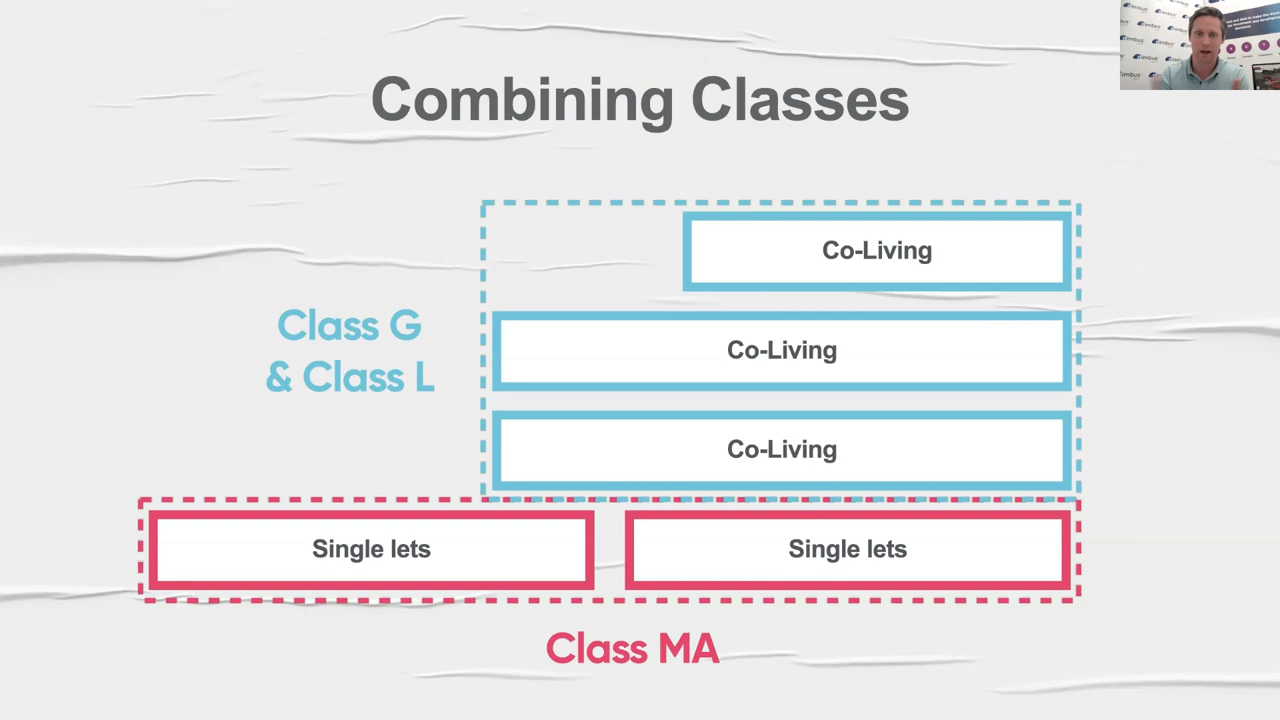 Combining Classes
Co-Living
Class G
& Class L
Co-Living
Co-Living
Single lets
Single lets
Class MA